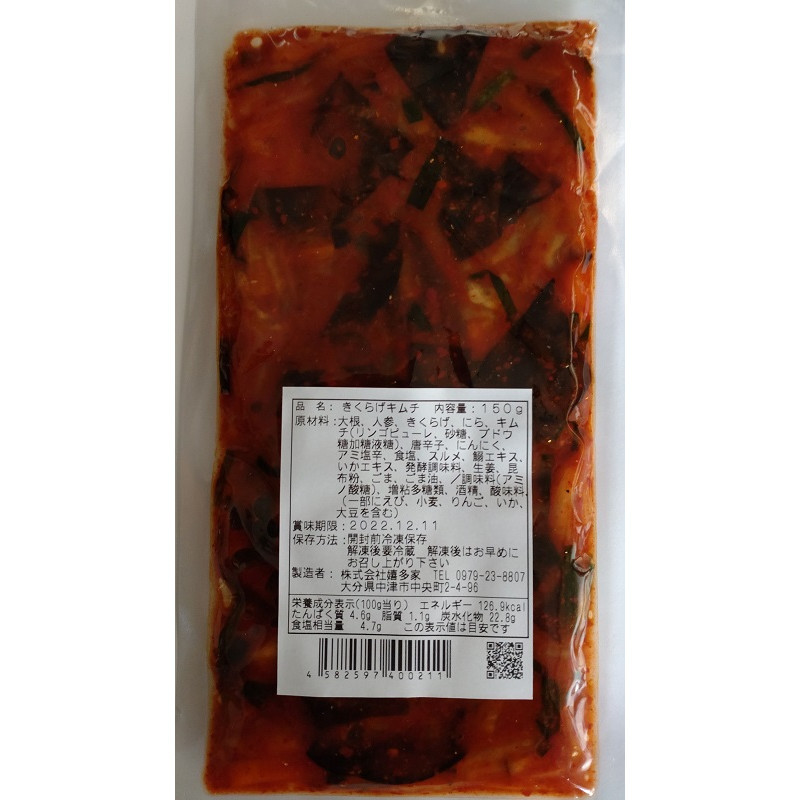 品 名: きくらげキムチ 内容量:150g
原材料:大根、人参、きくらげ、にら、キム
チ(リンゴピューレ、砂糖、ブドウ
糖加糖液糖)、唐辛子、にんにく、
アミ塩辛、食塩、スルメ、鰯エキス、
いかエキス、発酵調味料、生姜、昆
布粉、ごま、ごま油、/調味料(アミ
ノ酸糖)、増粘多糖類、酒精、酸味料
(一部にえび、小麦、りんご、いか、
大豆を含む)
賞味期限:2022.12.11
保存方法:開封前冷凍保存
解凍後要冷蔵 解凍後はお早めに
お召し上がり下さい
製造者: 株式会社嬉多家 TEL 0979-23-8807
大分県中津市中央町2-4-96
栄養成分表示(100g当り) エネルギー 126.9kcal
たんぱく質 4.6g 脂質 1.1g 炭水化物 22.8g
食塩相当量 4.7g この表示値は目安です
4 582597 400211